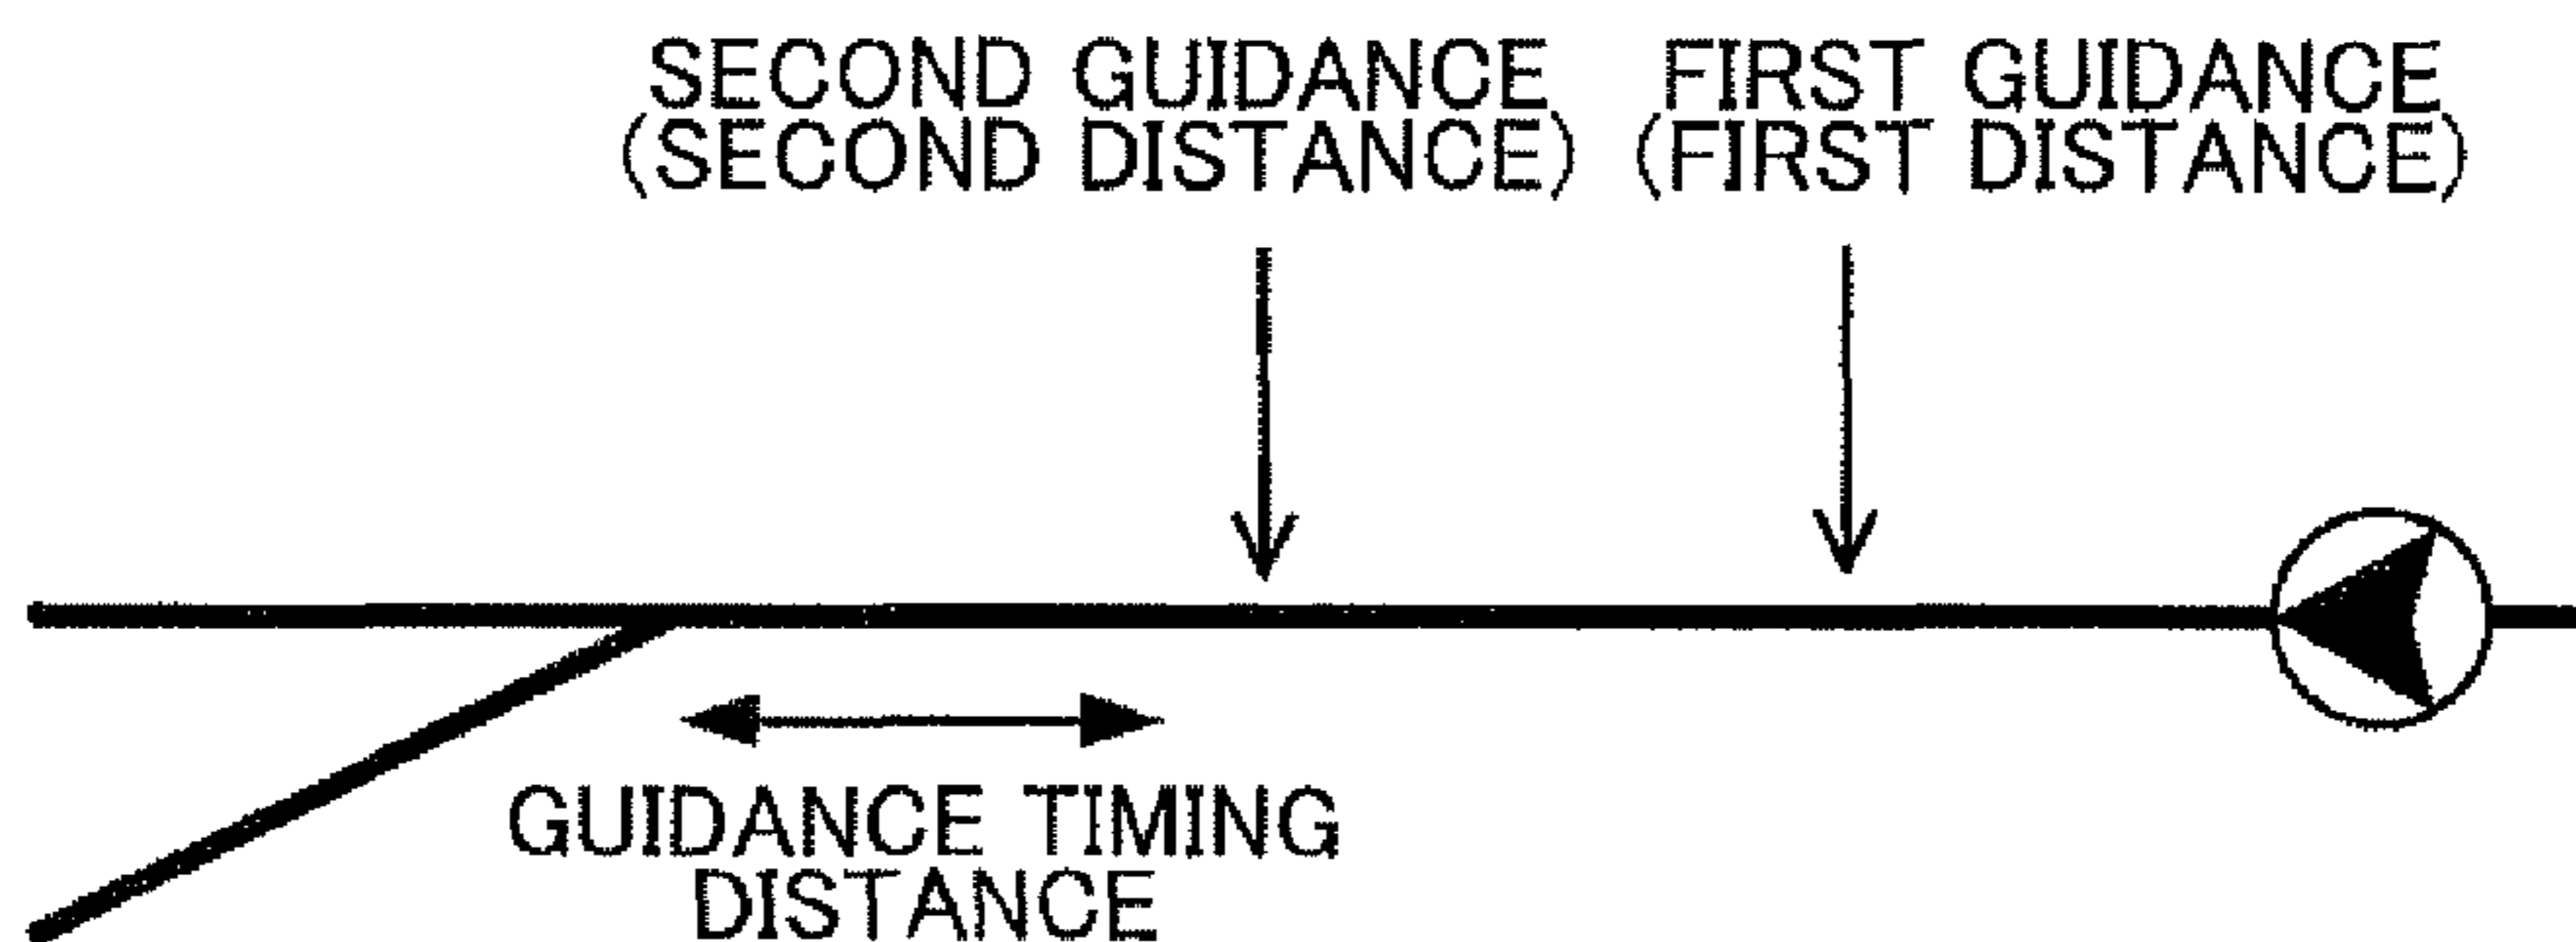 SECOND GUIDANCE
(SECOND DISTANCE)
FIRST GUIDANCE
(FIRST DISTANCE)
GUIDANCE TIMING
DISTANCE